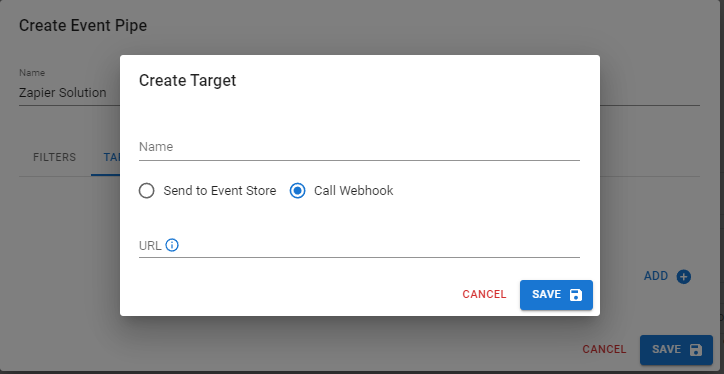 Create Event Pipe
Name
Zapier Solution
Create Target
Name
Send to Event Store Call Webhook
URL
CANCEL SAVE
FILTERS
ADD
CANCEL SAVE